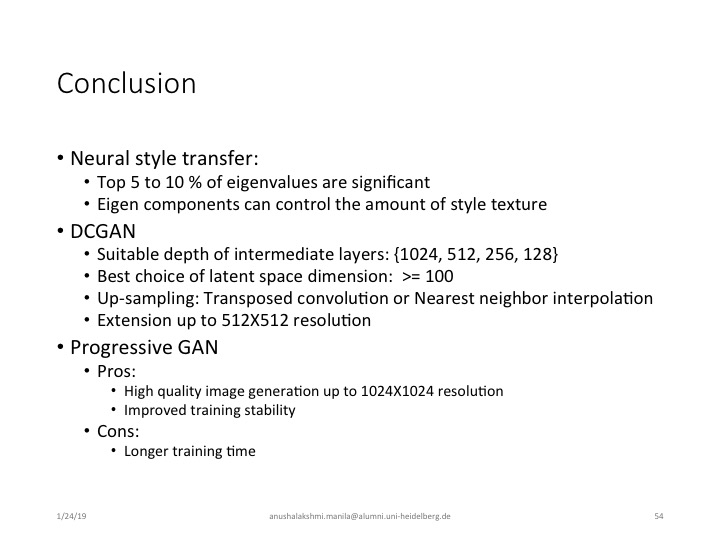 Conclusion
• Neural style transfer:
• Top 5 to 10 % of eigenvalues are significant
• Eigen components can control the amount of style texture
• DCGAN
• Suitable depth of intermediate layers: {1024, 512, 256, 128}
• Best choice of latent space dimension:  >= 100
• Up-sampling: Transposed convolution or Nearest neighbor interpolation
• Extension up to 512X512 resolution
• Progressive GAN
• Pros:
• High quality image generation up to 1024X1024 resolution
• Improved training stability
• Cons:
• Longer training time
1/24/19 anushalakshmi.manila@alumni.uni-heidelberg.de 54